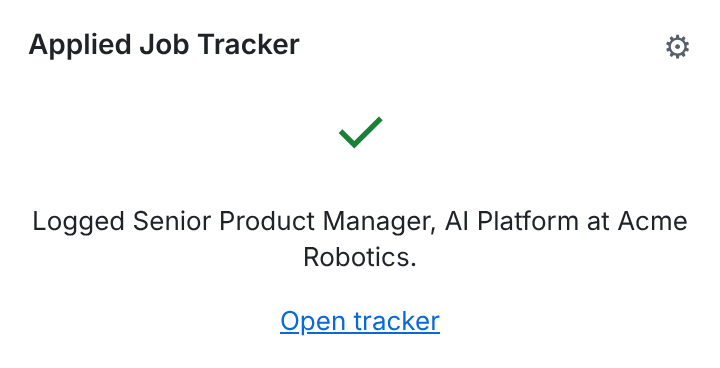 Applied Job Tracker
Logged Senior Product Manager, AI Platform at Acme
Robotics.
Open tracker